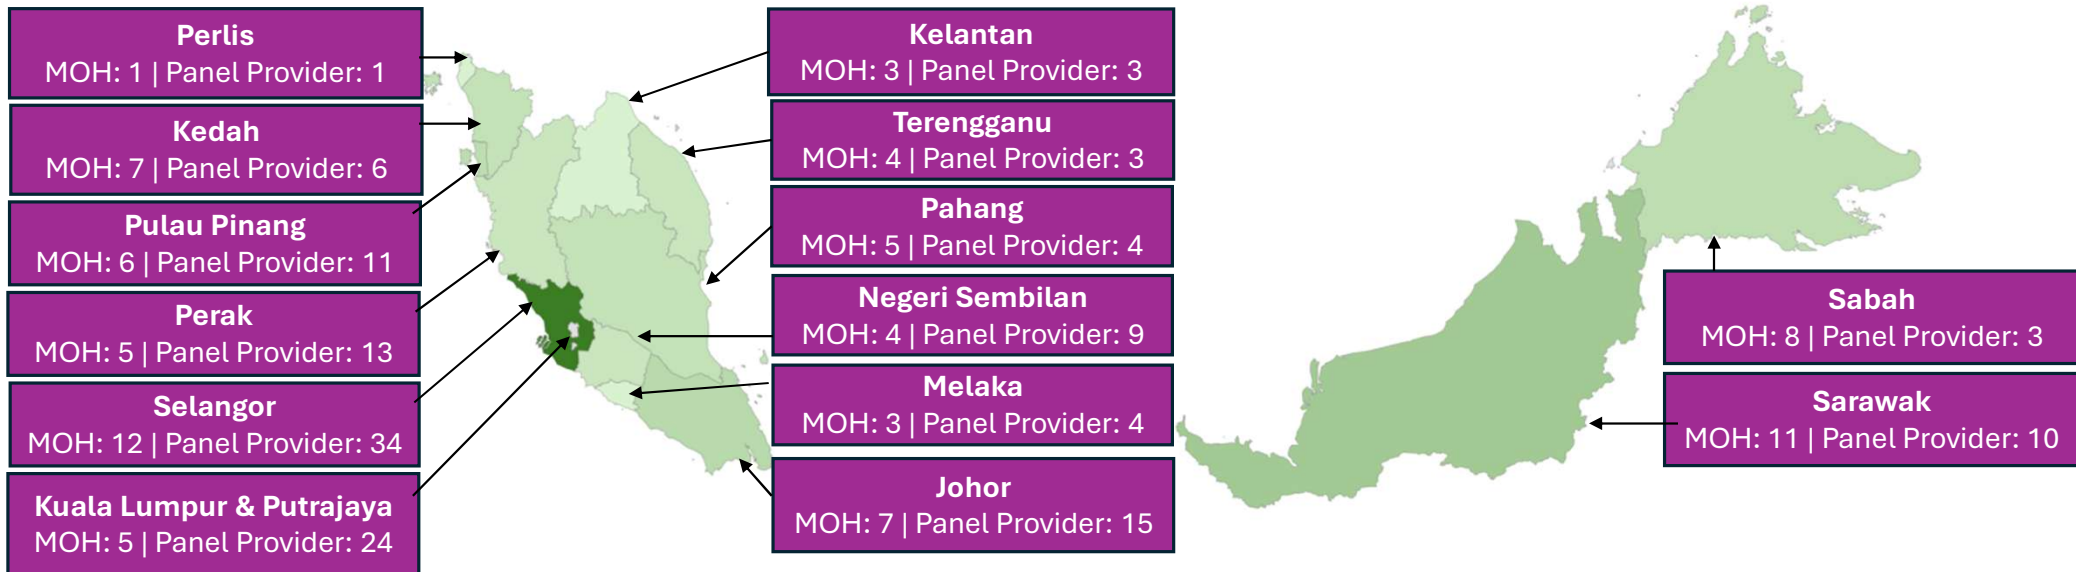 Perlis
MOH: 1 | Panel Provider: 1
Kedah
MOH: 7 | Panel Provider: 6
Pulau Pinang
MOH: 6 | Panel Provider: 11
Perak
MOH: 5 | Panel Provider: 13
Selangor
MOH: 12 | Panel Provider: 34
Kuala Lumpur & Putrajaya
MOH: 5 | Panel Provider: 24
Kelantan
MOH: 3 | Panel Provider: 3
Terengganu
MOH: 4 | Panel Provider: 3
Pahang
MOH: 5 | Panel Provider: 4
Negeri Sembilan
MOH: 4 | Panel Provider: 9
Melaka
MOH: 3 | Panel Provider: 4
Johor
MOH: 7 | Panel Provider: 15
Sabah
MOH: 8 | Panel Provider: 3
Sarawak
MOH: 11 | Panel Provider: 10